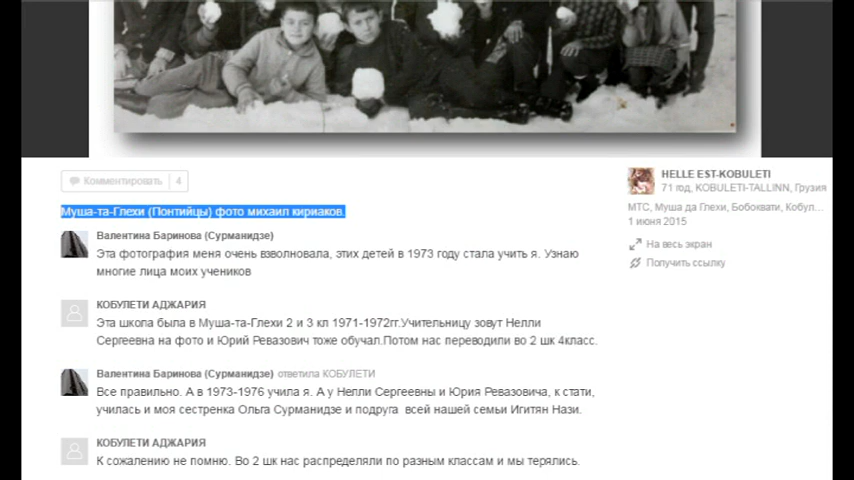 Комментировать 4
Муша-та-Глехи (Понтийцы) фото михаил кириаков.
Валентина Баринова (Сурманидзе)
Эта фотография меня очень взволновала, этих детей в 1973 году стала учить я. Узнаю
многие лица моих учеников
КОБУЛЕТИ АДЖАРИЯ
Эта школа была в Муша-та-Глехи 2 и 3 кл 1971-1972гг.Учительницу зовут Нелли
Сергеевна на фото и Юрий Ревазович тоже обучал.Потом нас переводили во 2 шк 4класс.
Валентина Баринова (Сурманидзе) ответила КОБУЛЕТИ
Все правильно. А в 1973-1976 учила я. А у Нелли Сергеевны и Юрия Ревазовича, к стати,
училась и моя сестренка Ольга Сурманидзе и подруга всей нашей семьи Игитян Нази.
КОБУЛЕТИ АДЖАРИЯ
К сожалению не помню. Во 2 шк нас распределяли по разным классам и мы терялись.
HELLE EST-KOBULETI
71 год, KOBULETI-TALLINN, Грузия
МТС, Муша да Глехи, Бобоквати, Кобул...
1 июня 2015
На весь экран
Получить ссылку